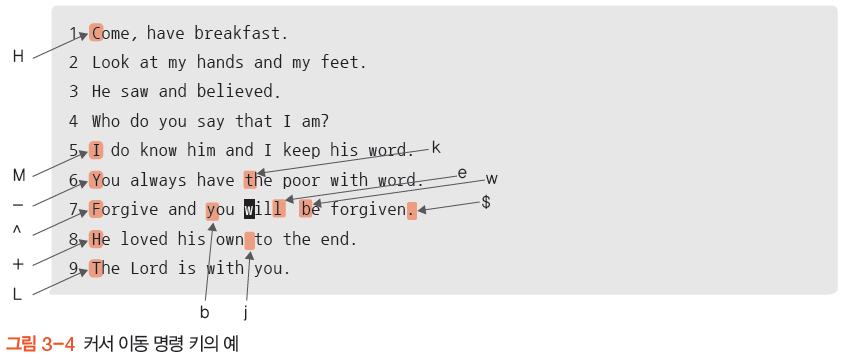 H
1 Come, have breakfast.
2 Look at my hands and my feet.
3 He saw and believed.
4 Who do you say that I am?
M
5 I do know him and I keep his word. k
–
6 You always have the poor with word. e
^
7 Forgive and you will be forgiven. w
$
+
8 He loved his own to the end.
L
9 The Lord is with you.
b j
그림 3-4 커서 이동 명령 키의 예